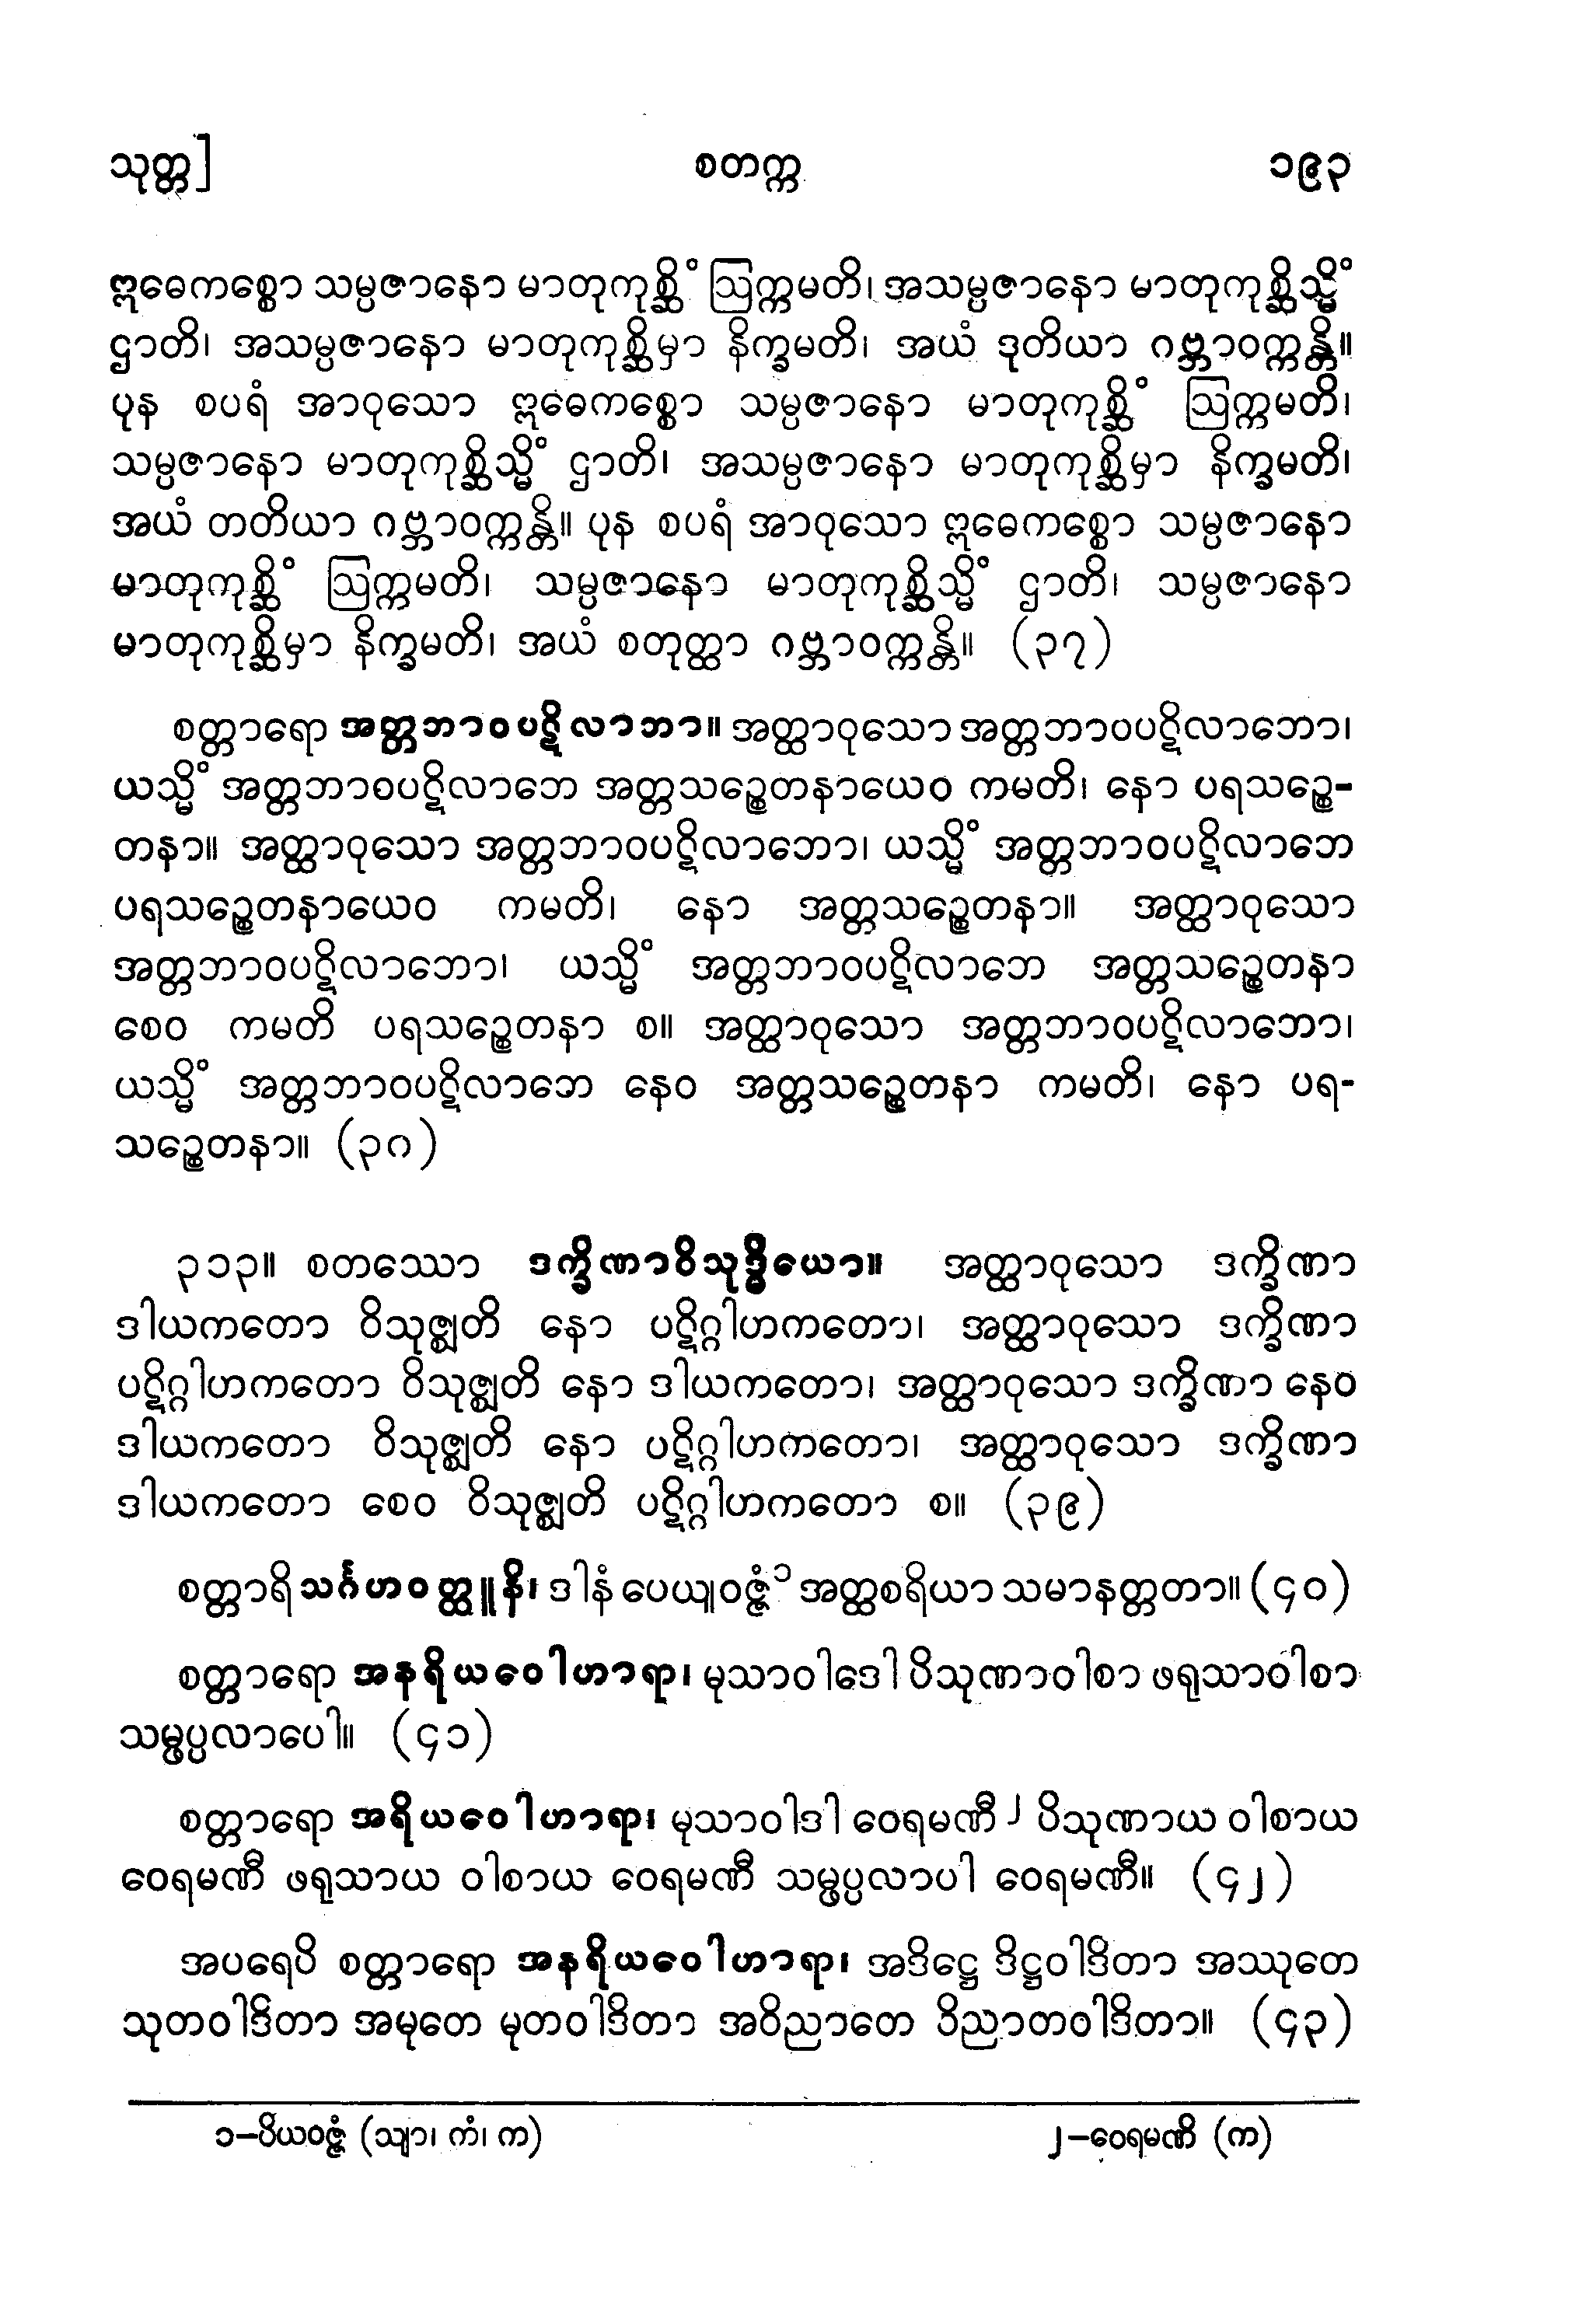 သုတ္တ] စတက္က ၁၉၃
ဣဓေကစ္စော သမ္ပဇာနော မာတုကုစ္ဆိံ ဩက္ကမတိ၊ အသမ္ပဇာနော မာတုကုစ္ဆိသ္မိံ
ဌာတိ၊ အသမ္ပဇာနော မာတုကုစ္ဆိမှာ နိက္ခမတိ၊ အယံ ဒုတိယာ ဂဗ္ဘာဝက္ကန္တိ။
ပုန စပရံ အာဝုသော ဣဓေကစ္စော သမ္ပဇာနော မာတုကုစ္ဆိံ ဩက္ကမတိ၊
သမ္ပဇာနော မာတုကုစ္ဆိသ္မိံ ဌာတိ၊ အသမ္ပဇာနော မာတုကုစ္ဆိမှာ နိက္ခမတိ၊
အယံ တတိယာ ဂဗ္ဘာဝက္ကန္တိ။ ပုန စပရံ အာဝုသော ဣဓေကစ္စော သမ္ပဇာနော
မာတုကုစ္ဆိံ ဩက္ကမတိ၊ သမ္ပဇာနော မာတုကုစ္ဆိသ္မိံ ဌာတိ၊ သမ္ပဇာနော
မာတုကုစ္ဆိမှာ နိက္ခမတိ၊ အယံ စတုတ္ထာ ဂဗ္ဘာဝက္ကန္တိ။ (၃၇)
စတ္တာရော အတ္တဘာဝပဋိလာဘာ။ အတ္ထာဝုသော အတ္တဘာဝပဋိလာဘော၊
ယသ္မိံ အတ္တဘာဝပဋိလာဘေ အတ္တသဉ္စေတနာယေဝ ကမတိ၊ နော ပရသဉ္စေ-
တနာ။ အတ္ထာဝုသော အတ္တဘာဝပဋိလာဘော၊ ယသ္မိံ အတ္တဘာဝပဋိလာဘေ
ပရသဉ္စေတနာယေဝ ကမတိ၊ နော အတ္တသဉ္စေတနာ။ အတ္ထာဝုသော
အတ္တဘာဝပဋိလာဘော၊ ယသ္မိံ အတ္တဘာဝပဋိလာဘေ အတ္တသဉ္စေတနာ
စေဝ ကမတိ ပရသဉ္စေတနာ စ။ အတ္ထာဝုသော အတ္တဘာဝပဋိလာဘော၊
ယသ္မိံ အတ္တဘာဝပဋိလာဘေ နေဝ အတ္တသဉ္စေတနာ ကမတိ၊ နော ပရ-
သဉ္စေတနာ။ (၃၈)
၃၁၃။ စတဿော ဒက္ခိဏာဝိသုဒ္ဓိယော။ အတ္ထာဝုသော ဒက္ခိဏာ
ဒါယကတော ဝိသုဇ္ဈတိ နော ပဋိဂ္ဂါဟကတော၊ အတ္ထာဝုသော ဒက္ခိဏာ
ပဋိဂ္ဂါဟကတော ဝိသုဇ္ဈတိ နော ဒါယကတော၊ အတ္ထာဝုသော ဒက္ခိဏာ နေဝ
ဒါယကတော ဝိသုဇ္ဈတိ နော ပဋိဂ္ဂါဟကတော၊ အတ္ထာဝုသော ဒက္ခိဏာ
ဒါယကတော စေဝ ဝိသုဇ္ဈတိ ပဋိဂ္ဂါဟကတော စ။ (၃၉)
စတ္တာရိ သင်္ဂဟဝတ္ထူနိ၊ ဒါနံ ပေယျဝဇ္ဇံ ၁ အတ္ထစရိယာ သမာနတ္တတာ။ (၄၀)
စတ္တာရော အနရိယဝေါဟာရာ၊ မုသာဝါဒေါ ပိသုဏာဝါစာ ဖရုသာဝါစာ
သမ္ဖပ္ပလာပေါ။ (၄၁)
စတ္တာရော အရိယဝေါဟာရာ၊ မုသာဝါဒါ ဝေရမဏီ ၂ ပိသုဏာယ ဝါစာယ
ဝေရမဏီ ဖရုသာယ ဝါစာယ ဝေရမဏီ သမ္ဖပ္ပလာပါ ဝေရမဏီ။ (၄၂)
အပရေပိ စတ္တာရော အနရိယဝေါဟာရာ၊ အဒိဋ္ဌေ ဒိဋ္ဌဝါဒိတာ အဿုတေ
သုတဝါဒိတာ အမုတေ မုတဝါဒိတာ အဝိညာတေ ဝိညာတဝါဒိတာ။ (၄၃)
၁-ပိယဝဇ္ဇံ (သျာ၊ ကံ၊ က) ၂-ဝေရမဏိ (က)